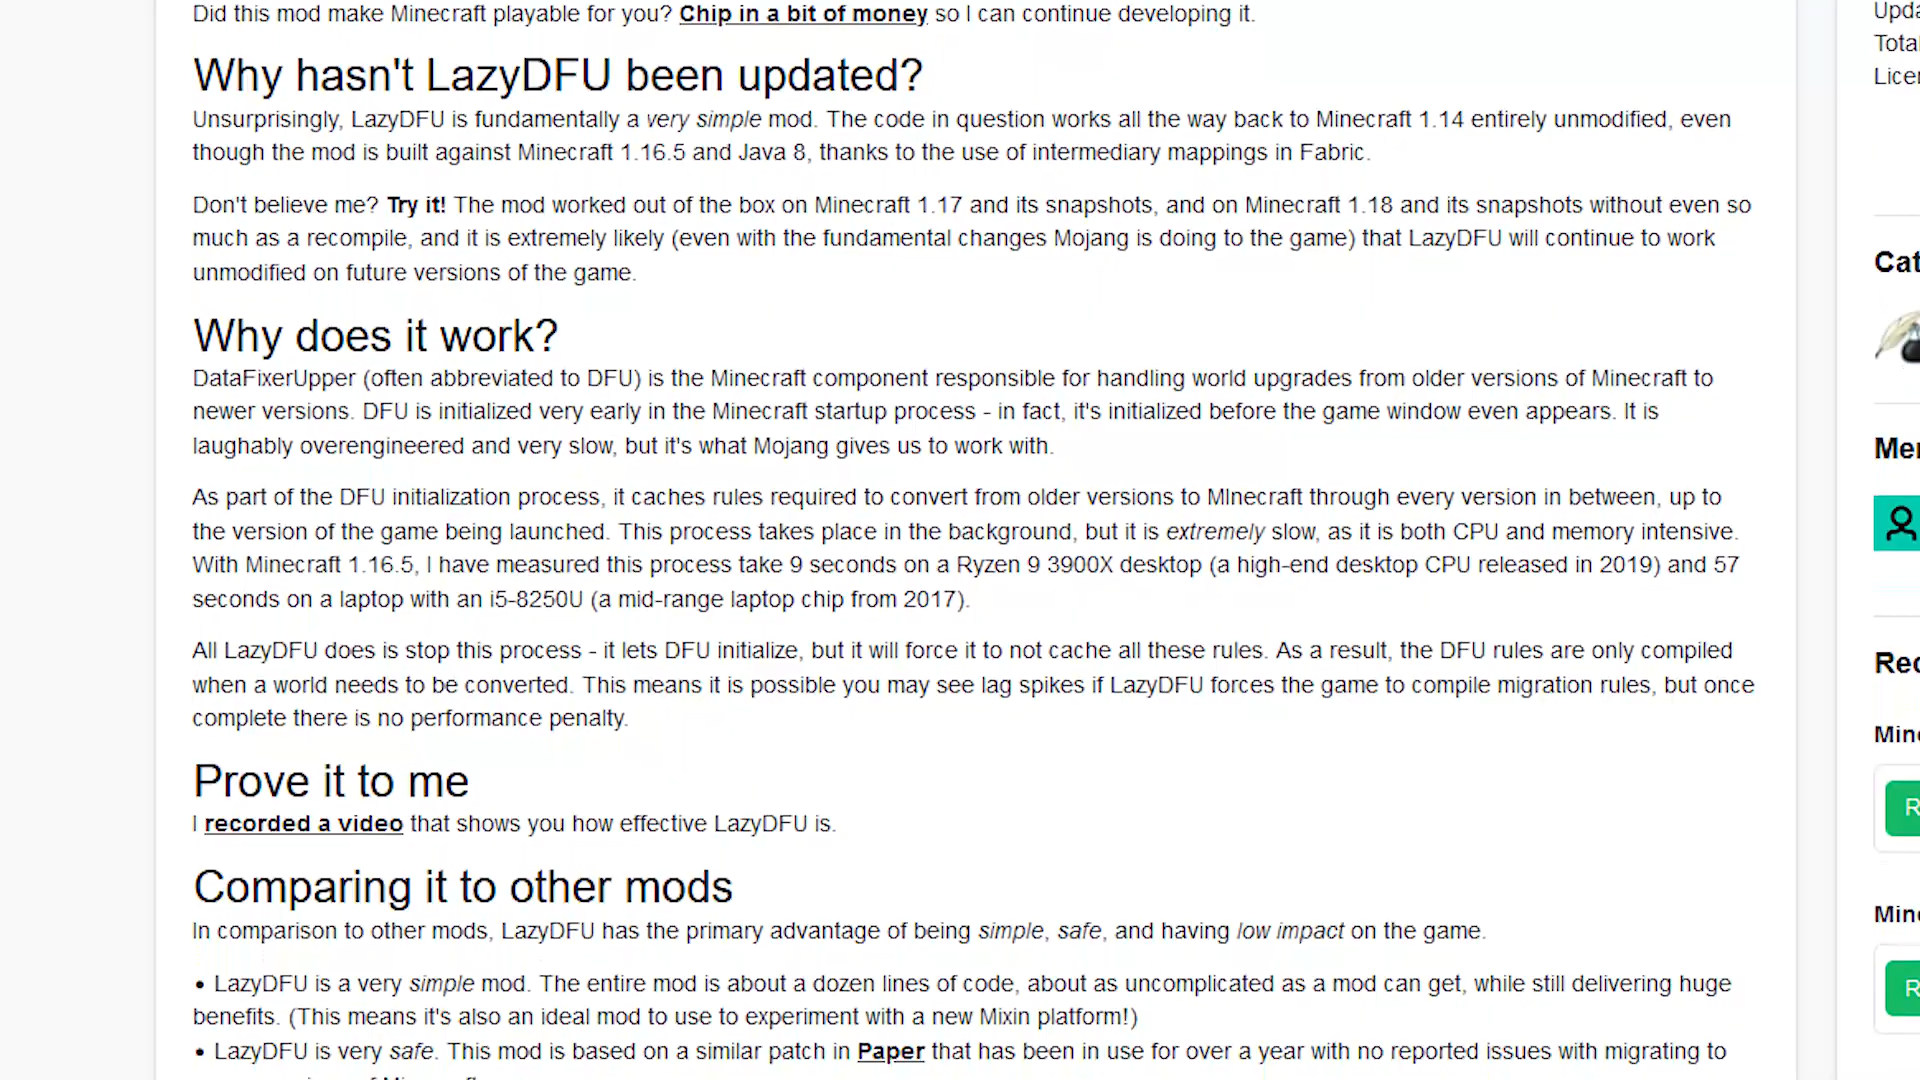 Did this mod make Minecraft playable for you? Chip in a bit of money so I can continue developing it.
Why hasn't LazyDFU been updated?
Unsurprisingly, LazyDFU is fundamentally a very simple mod. The code in question works all the way back to Minecraft 1.14 entirely unmodified, even
though the mod is built against Minecraft 1.16.5 and Java 8, thanks to the use of intermediary mappings in Fabric.
Don't believe me? Try it! The mod worked out of the box on Minecraft 1.17 and its snapshots, and on Minecraft 1.18 and its snapshots without even so
much as a recompile, and it is extremely likely (even with the fundamental changes Mojang is doing to the game) that LazyDFU will continue to work
unmodified on future versions of the game.
Why does it work?
DataFixerUpper (often abbreviated to DFU) is the Minecraft component responsible for handling world upgrades from older versions of Minecraft to
newer versions. DFU is initialized very early in the Minecraft startup process - in fact, it's initialized before the game window even appears. It is
laughably overengineered and very slow, but it's what Mojang gives us to work with.
As part of the DFU initialization process, it caches rules required to convert from older versions to MInecraft through every version in between, up to
the version of the game being launched. This process takes place in the background, but it is extremely slow, as it is both CPU and memory intensive.
With Minecraft 1.16.5, I have measured this process take 9 seconds on a Ryzen 9 3900X desktop (a high-end desktop CPU released in 2019) and 57
seconds on a laptop with an i5-8250U (a mid-range laptop chip from 2017).
All LazyDFU does is stop this process - it lets DFU initialize, but it will force it to not cache all these rules. As a result, the DFU rules are only compiled
when a world needs to be converted. This means it is possible you may see lag spikes if LazyDFU forces the game to compile migration rules, but once
complete there is no performance penalty.
Prove it to me
I recorded a video that shows you how effective LazyDFU is.
Comparing it to other mods
In comparison to other mods, LazyDFU has the primary advantage of being simple, safe, and having low impact on the game.
• LazyDFU is a very simple mod. The entire mod is about a dozen lines of code, about as uncomplicated as a mod can get, while still delivering huge
benefits. (This means it's also an ideal mod to use to experiment with a new Mixin platform!)
• LazyDFU is very safe. This mod is based on a similar patch in Paper that has been in use for over a year with no reported issues with migrating to